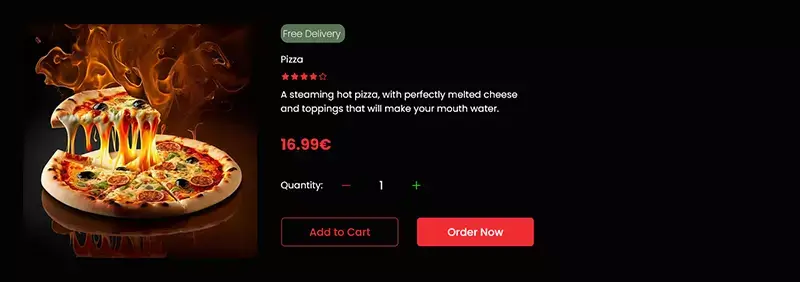 Free Delivery
Pizza
A steaming hot pizza, with perfectly melted cheese
and toppings that will make your mouth water.
16.99€
Quantity: — 1 +
Add to Cart Order Now